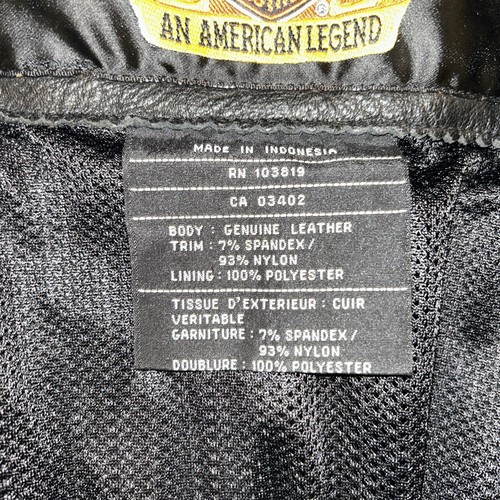 ®
AN AMERICAN LEGEND
MADE IN INDONESIA
RN 103819
CA 03402
BODY : GENUINE LEATHER
TRIM : 7% SPANDEX /
93% NYLON
LINING : 100% POLYESTER
TISSUE D'EXTERIEUR : CUIR
VERITABLE
GARNITURE : 7% SPANDEX /
93% NYLON
DOUBLURE : 100% POLYESTER